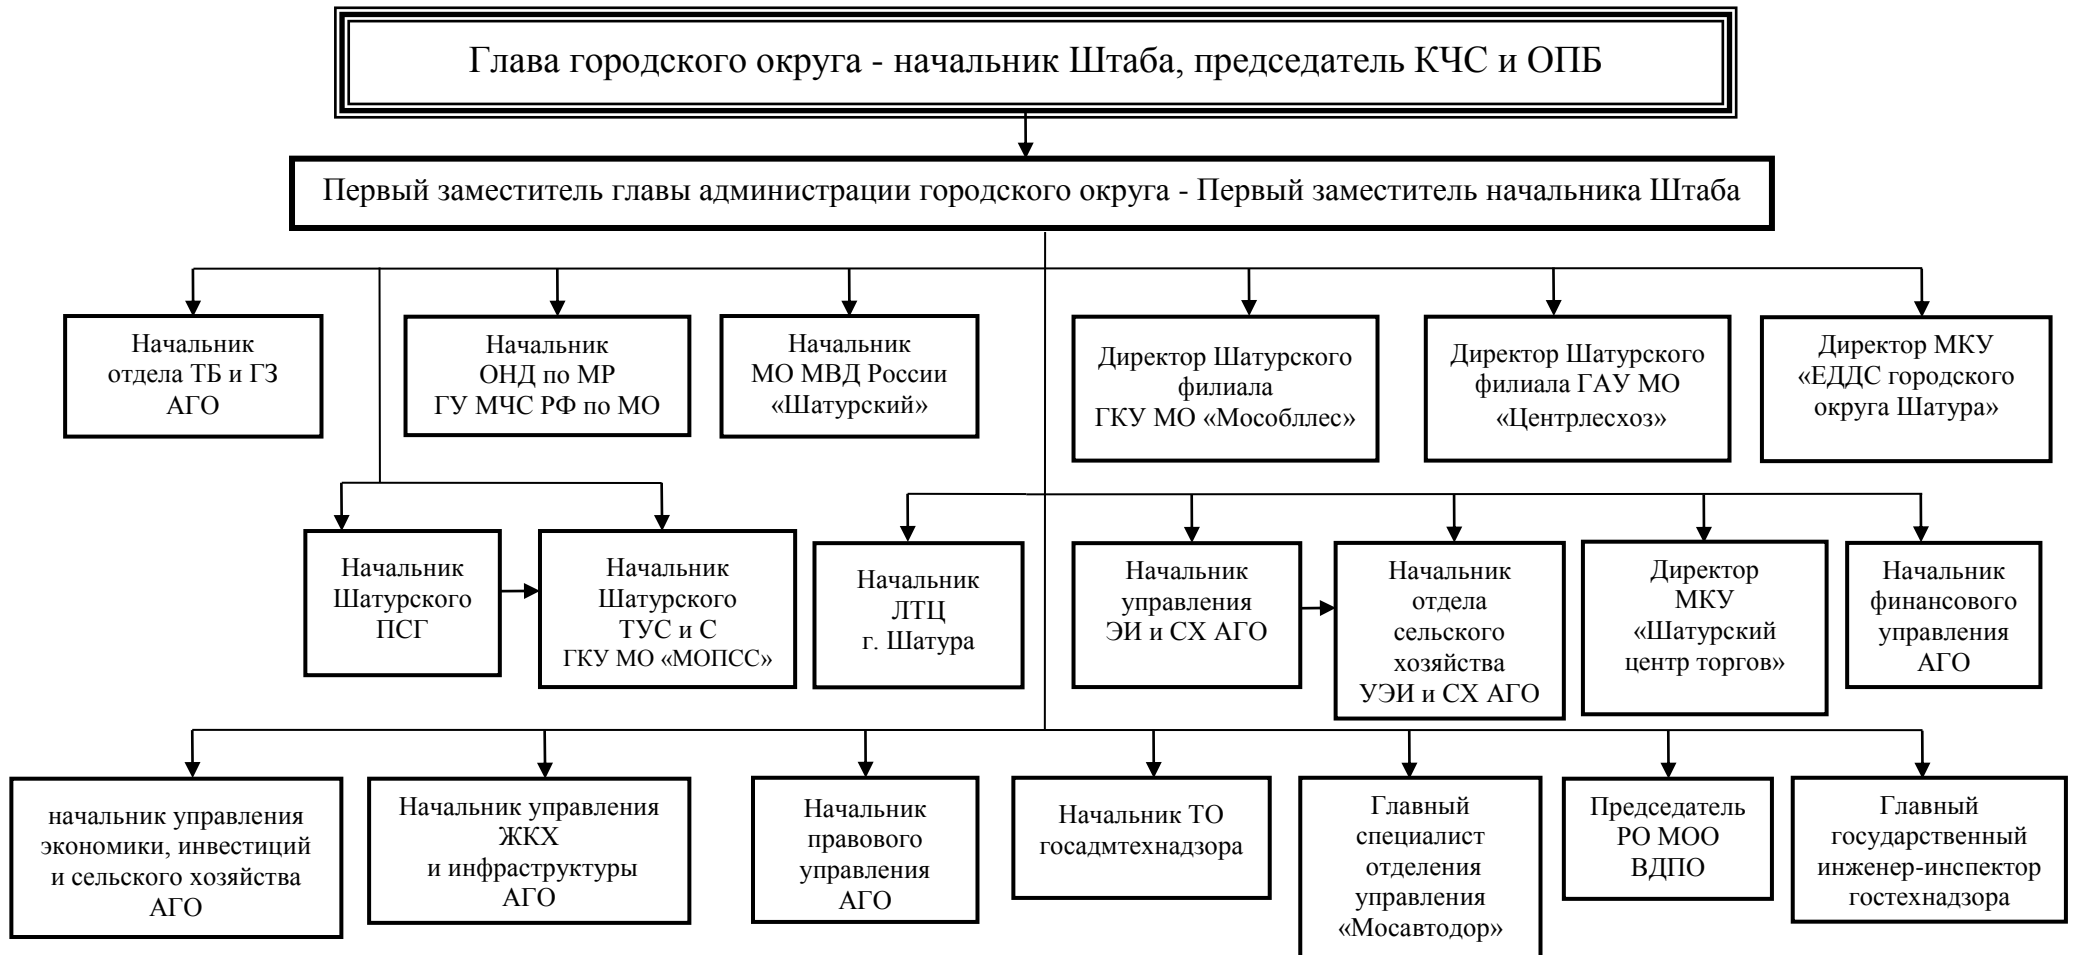 Глава городского округа - начальник Штаба, председатель КЧС и ОПБ
Первый заместитель главы администрации городского округа - Первый заместитель начальника Штаба
Начальник
отдела ТБ и ГЗ
АГО
Начальник
ОНД по МР
ГУ МЧС РФ по МО
Начальник
МО МВД России
«Шатурский»
Директор Шатурского
филиала
ГКУ МО «Мособллес»
Директор Шатурского
филиала ГАУ МО
«Центрлесхоз»
Директор МКУ
«ЕДДС городского
округа Шатура»
Начальник
Шатурского
ПСГ
Начальник
Шатурского
ТУС и С
ГКУ МО «МОПСС»
Начальник
ЛТЦ
г. Шатура
Начальник
управления
ЭИ и СХ АГО
Начальник
отдела
сельского
хозяйства
УЭИ и СХ АГО
Директор
МКУ
«Шатурский
центр торгов»
Начальник
финансового
управления
АГО
начальник управления
экономики, инвестиций
и сельского хозяйства
АГО
Начальник управления
ЖКХ
и инфраструктуры
АГО
Начальник
правового
управления
АГО
Начальник ТО
госадмтехнадзора
Главный
специалист
отделения
управления
«Мосавтодор»
Председатель
РО МОО
ВДПО
Главный
государственный
инженер-инспектор
гостехнадзора